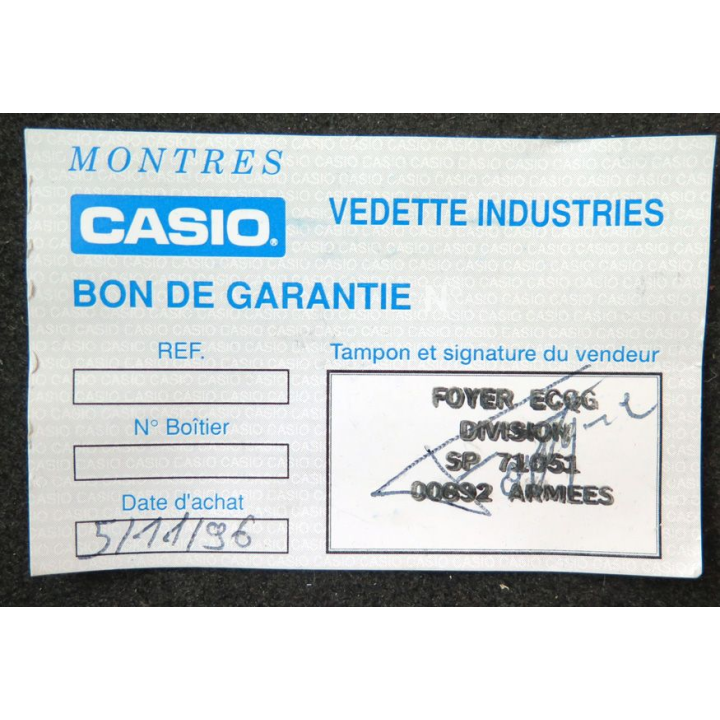 MONTRES
CASIO®
VEDETTE INDUSTRIES
BON DE GARANTIE
REF.
N° Boîtier
Date d'achat
5/11/96
Tampon et signature du vendeur
FOYER ECQG
DIVISION
SP 71051
00892 ARMEES